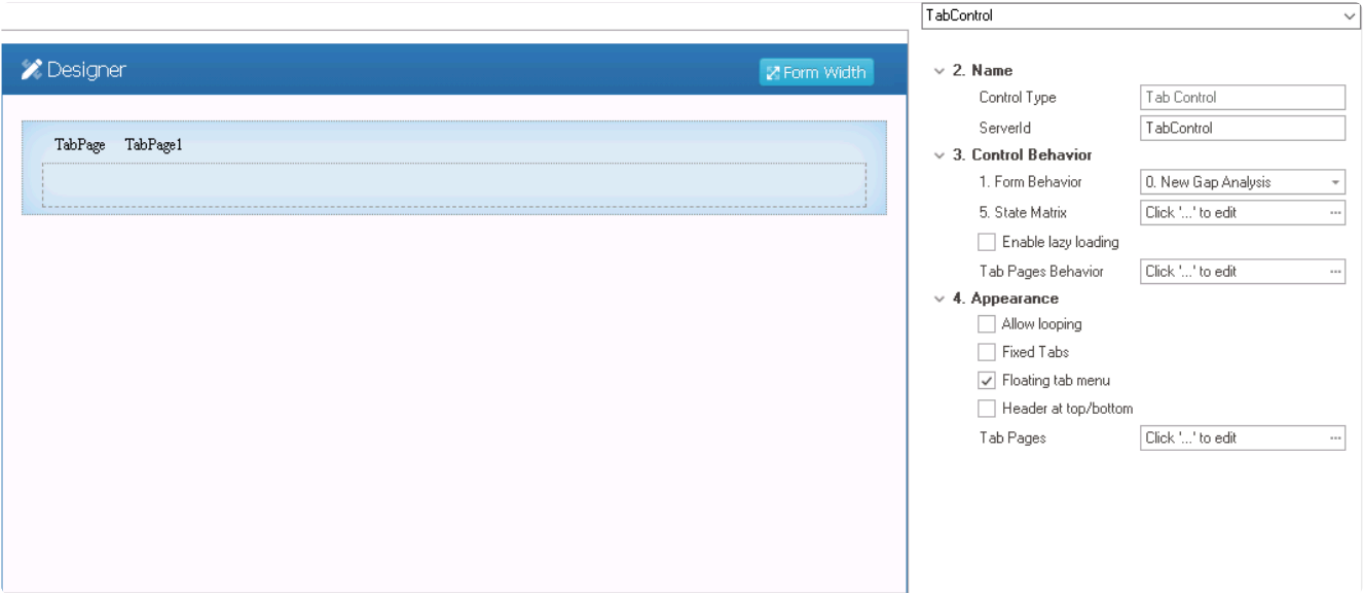 TabControl
Designer
Form Width
TabPage TabPage1
2. Name
Control Type Tab Control
ServerId TabControl
3. Control Behavior
1. Form Behavior 0. New Gap Analysis
5. State Matrix Click '...' to edit ...
Enable lazy loading
Tab Pages Behavior Click '...' to edit ...
4. Appearance
Allow looping
Fixed Tabs
Floating tab menu
Header at top/bottom
Tab Pages Click '...' to edit ...